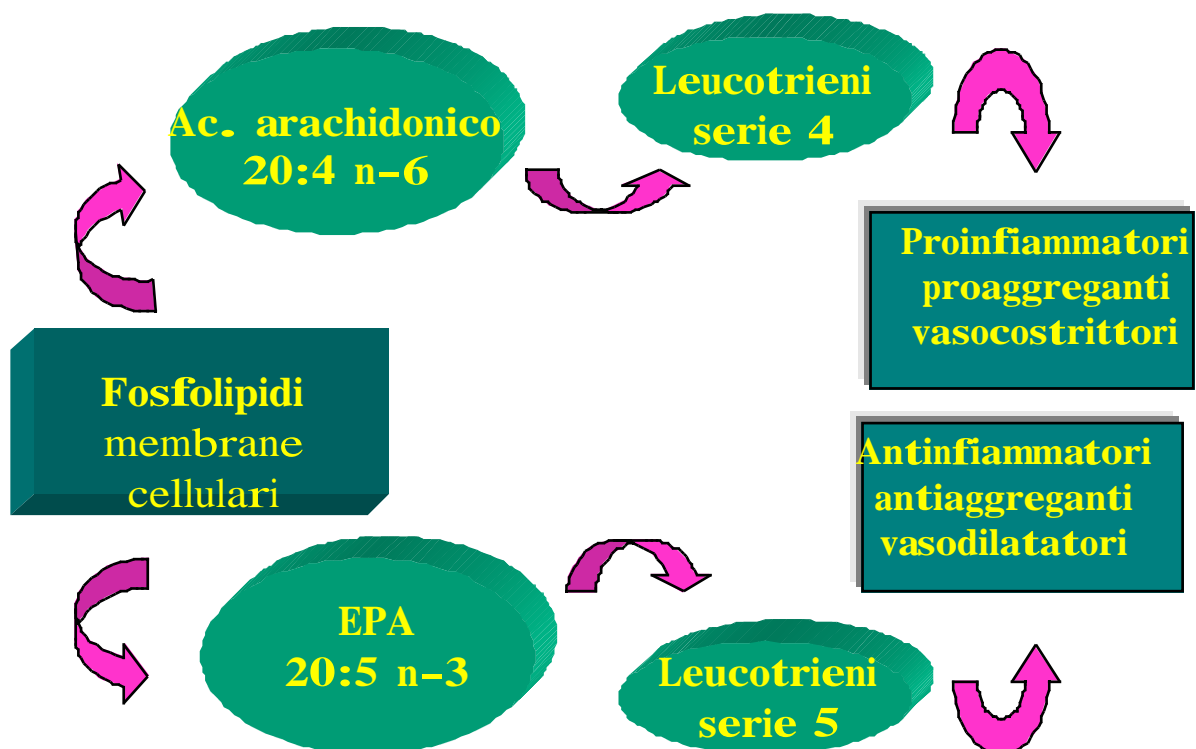 Ac. arachidonico
20:4 n-6
Leucotrieni
serie 4
Proinfiammatori
proaggreganti
vasocostrittori
Fosfolipidi
membrane
cellulari
Antinfiammatori
antiaggreganti
vasodilatatori
EPA
20:5 n-3
Leucotrieni
serie 5